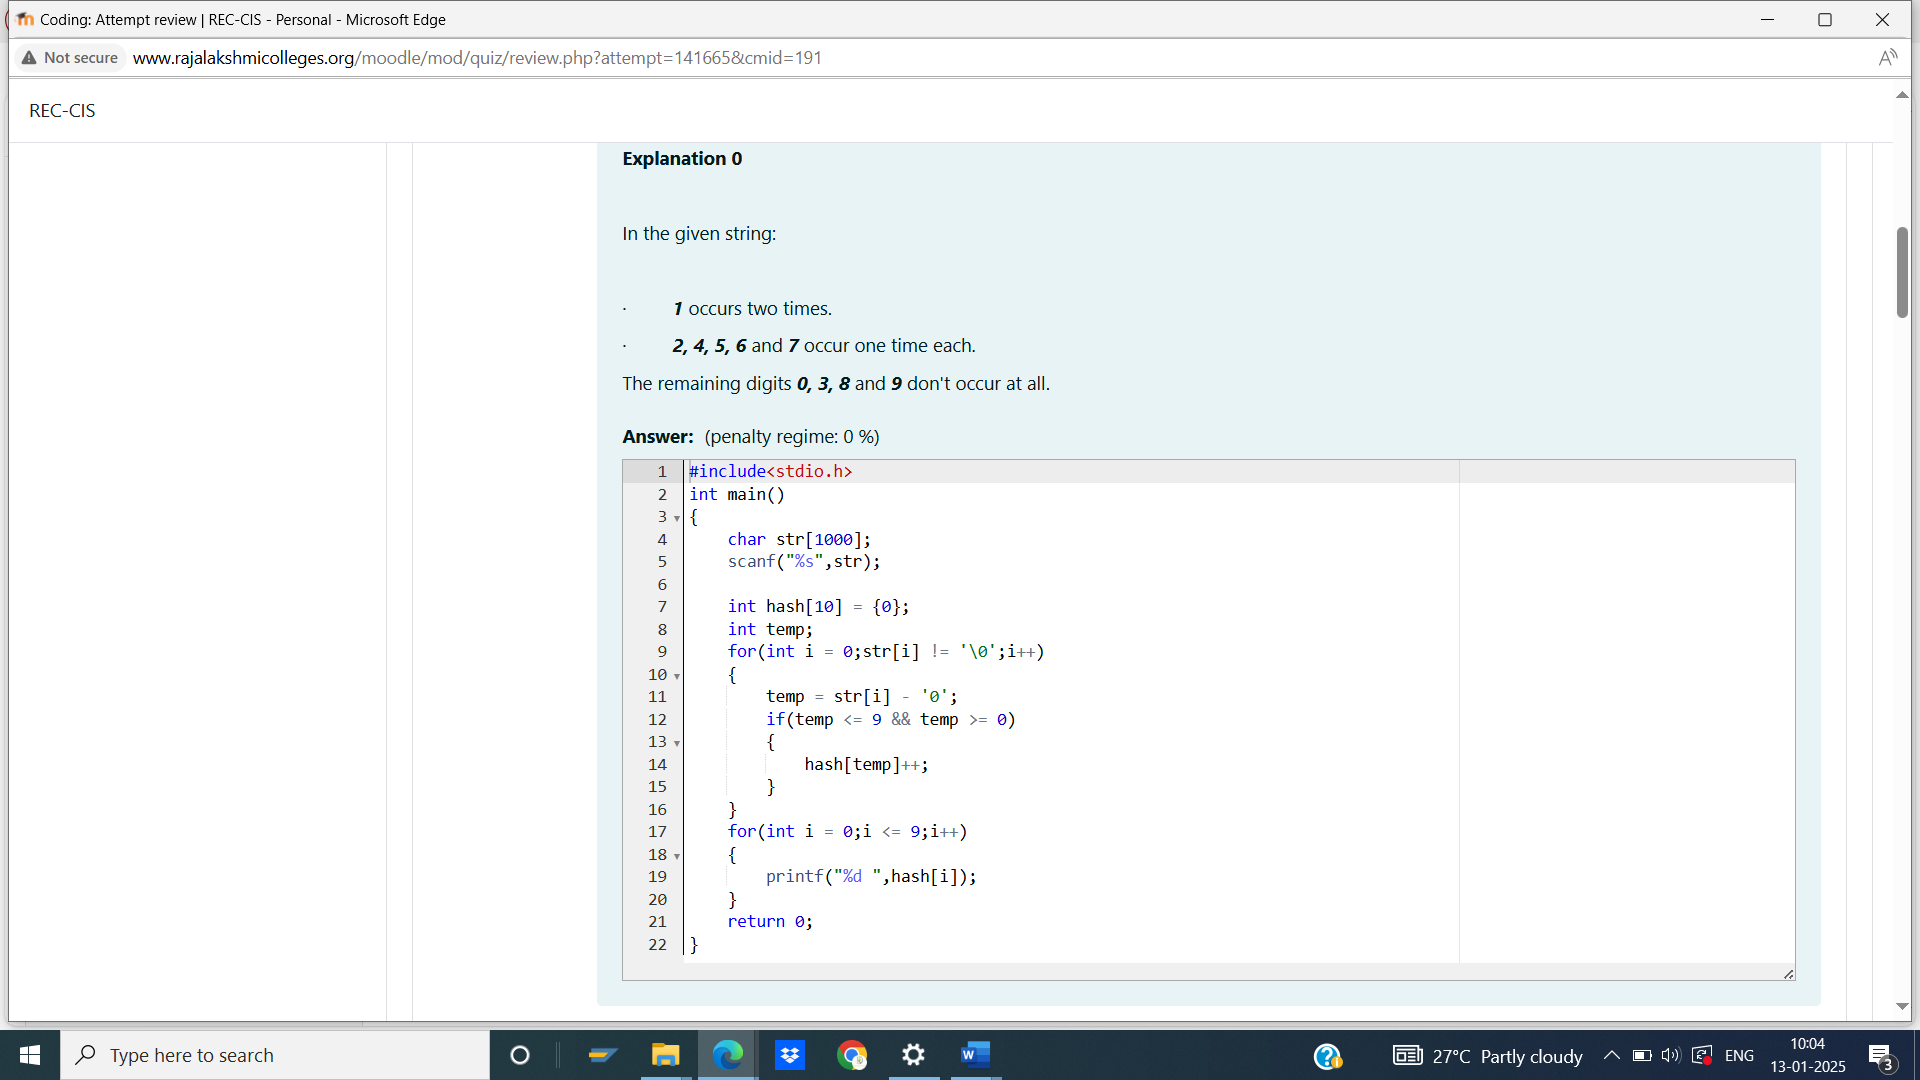 Coding: Attempt review | REC-CIS - Personal - Microsoft Edge
Not secure www.rajalakshmicolleges.org/moodle/mod/quiz/review.php?attempt=141665&cmid=191
REC-CIS
Explanation 0
In the given string:
· 1 occurs two times.
· 2, 4, 5, 6 and 7 occur one time each.
The remaining digits 0, 3, 8 and 9 don't occur at all.
Answer: (penalty regime: 0 %)
1 #include<stdio.h>
2 int main()
3 {
4     char str[1000];
5     scanf("%s",str);
6
7     int hash[10] = {0};
8     int temp;
9     for(int i = 0;str[i] != '\0';i++)
10     {
11         temp = str[i] - '0';
12         if(temp <= 9 && temp >= 0)
13         {
14             hash[temp]++;
15         }
16     }
17     for(int i = 0;i <= 9;i++)
18     {
19         printf("%d ",hash[i]);
20     }
21     return 0;
22 }
Type here to search
27°C Partly cloudy
ENG
10:04
13-01-2025
3